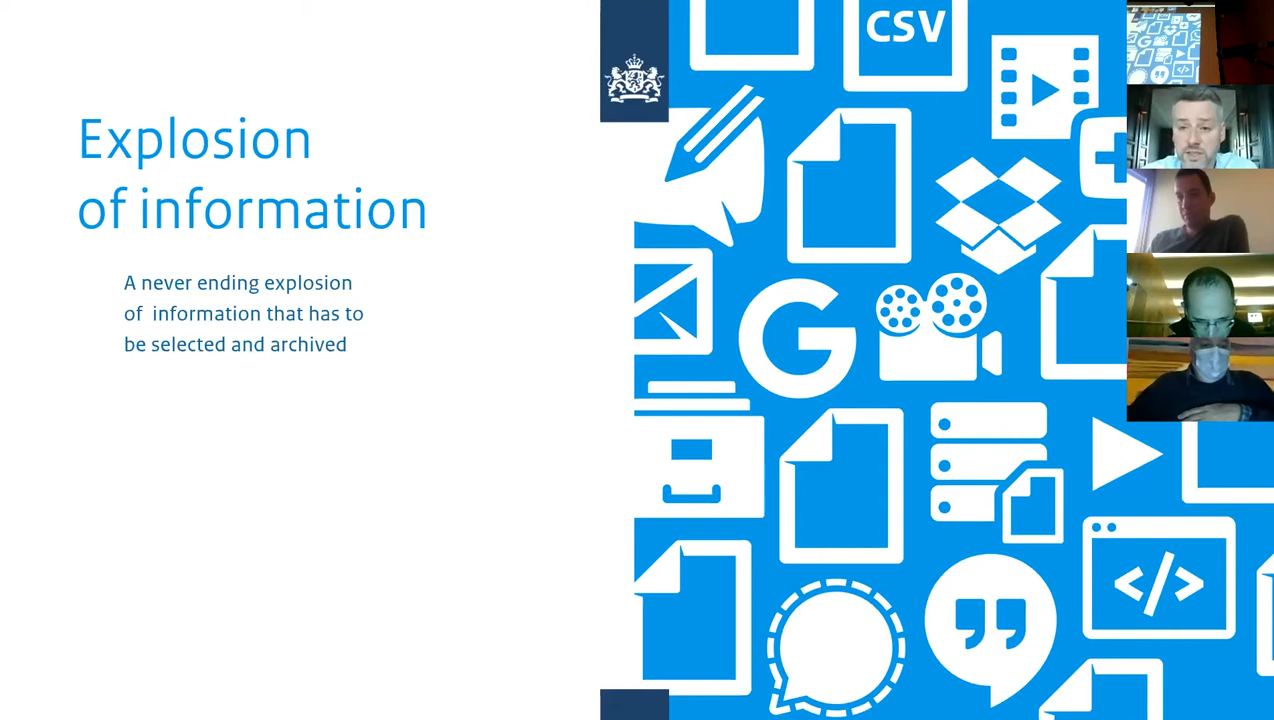 Explosion
of information
A never ending explosion
of information that has to
be selected and archived
CSV